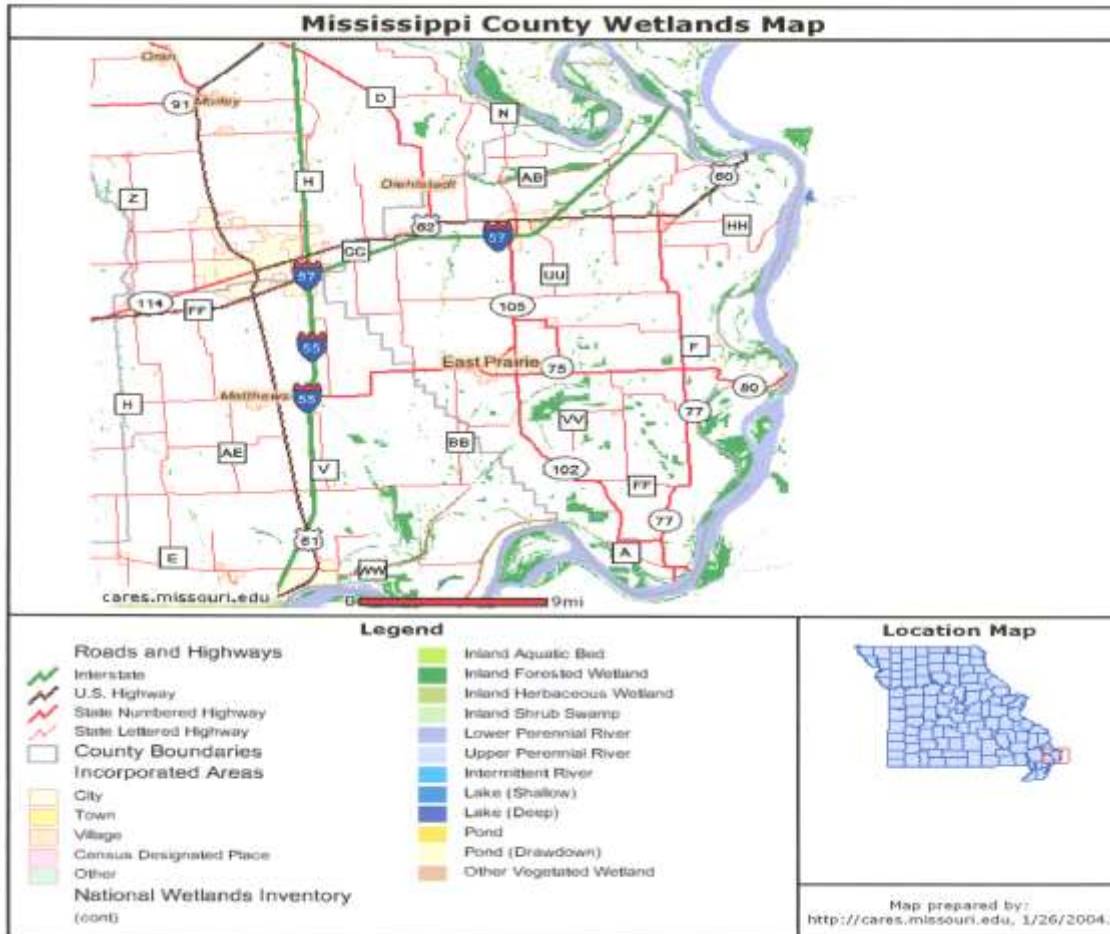 Mississippi County Wetlands Map
Oran
91
Morley
D
N
H
AB
60
Z
Diehlstadt
62
57
HH
GG
57
UU
114
FF
105
55
F
East Prairie
75
80
Matthews
55
H
77
VV
AE
BB
V
102
FF
77
61
A
E
WW
cares.missouri.edu
0 9mi
Legend
Roads and Highways
Interstate
U.S. Highway
State Numbered Highway
State Lettered Highway
County Boundaries
Incorporated Areas
City
Town
Village
Census Designated Place
Other
National Wetlands Inventory
(cont)
Inland Aquatic Bed
Inland Forested Wetland
Inland Herbaceous Wetland
Inland Shrub Swamp
Lower Perennial River
Upper Perennial River
Intermittent River
Lake (Shallow)
Lake (Deep)
Pond
Pond (Drawdown)
Other Vegetated Wetland
Location Map
Map prepared by:
http://cares.missouri.edu, 1/26/2004.